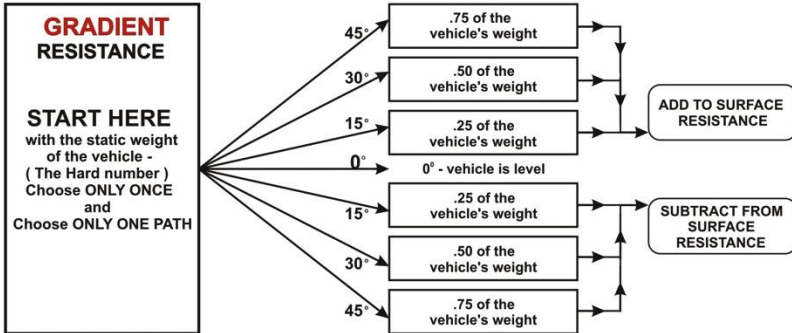 GRADIENT
RESISTANCE
START HERE
with the static weight
of the vehicle -
( The Hard number )
Choose ONLY ONCE
and
Choose ONLY ONE PATH
45°
30°
15°
0°
15°
30°
45°
.75 of the
vehicle's weight
.50 of the
vehicle's weight
.25 of the
vehicle's weight
0° - vehicle is level
.25 of the
vehicle's weight
.50 of the
vehicle's weight
.75 of the
vehicle's weight
ADD TO SURFACE
RESISTANCE
SUBTRACT FROM
SURFACE
RESISTANCE